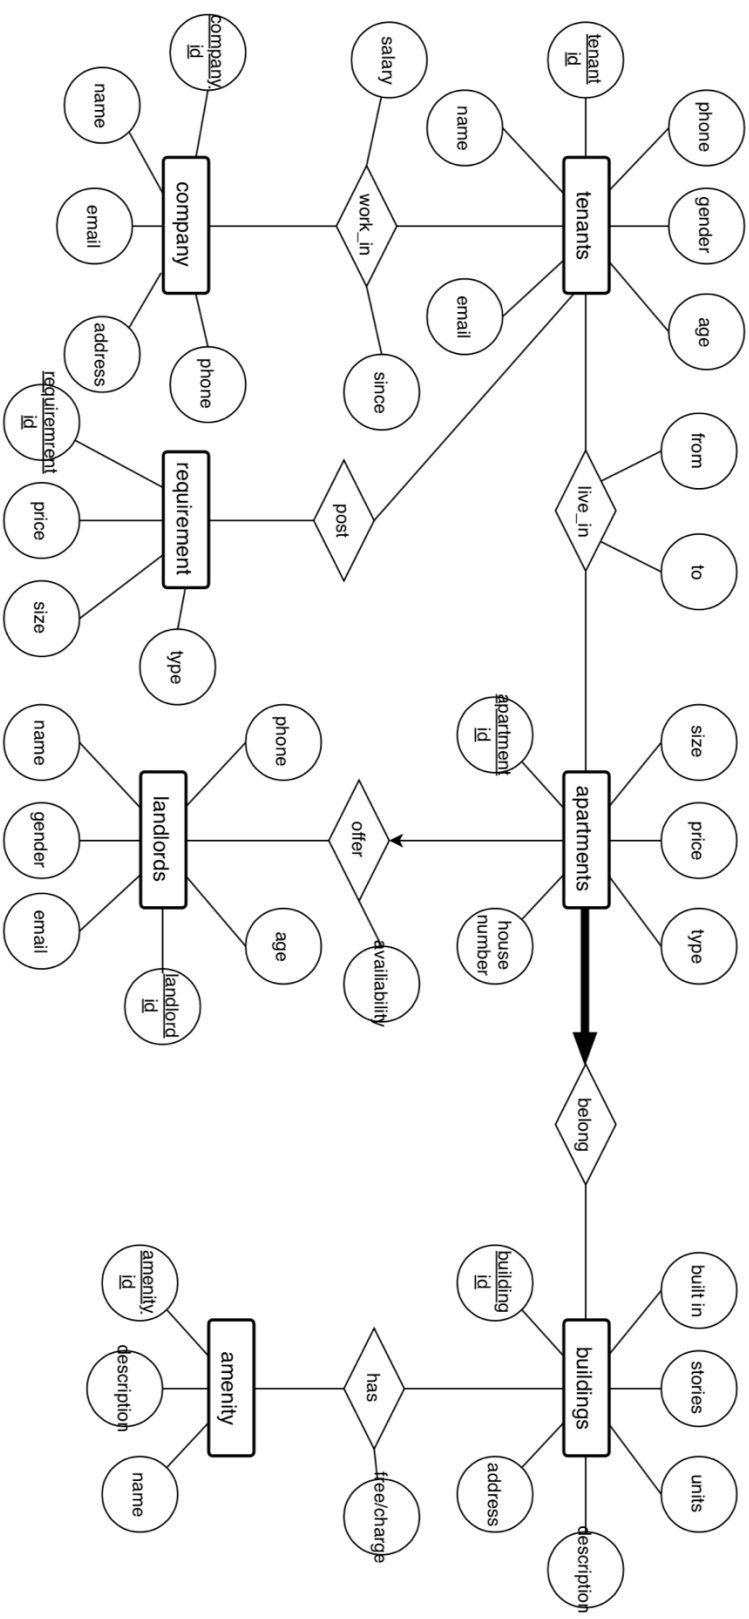 phone
gender
age
tenant
id
tenants
name
email
from
to
live_in
size
price
type
apartment
id
apartments
house
number
belong
built in
stories
units
building
id
buildings
address
description
salary
work_in
since
post
offer
availiability
has
free/charge
company
id
company
name
email
address
phone
requiremrent
id
requirement
price
size
type
phone
landlords
age
name
gender
email
landlord
id
amenity
id
amenity
description
name